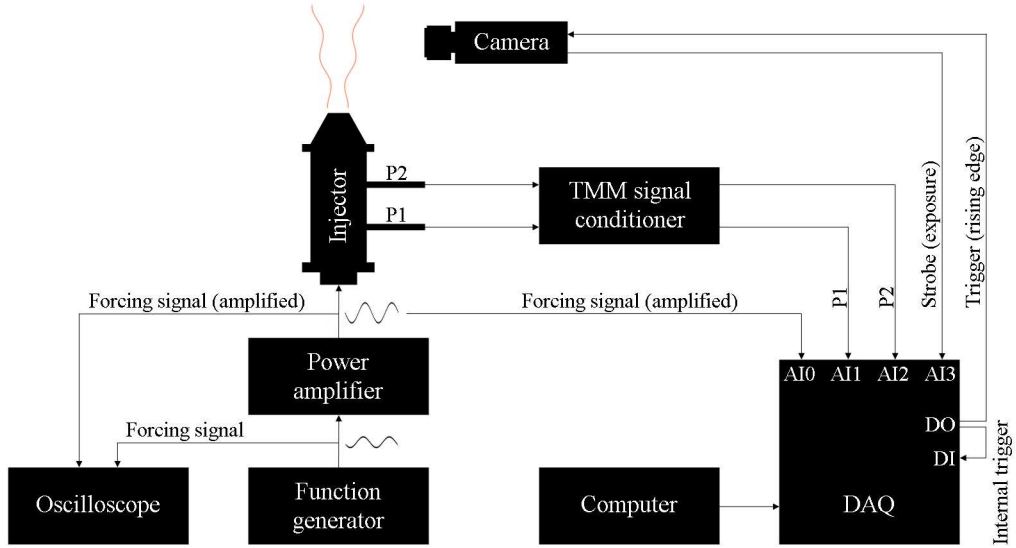 Camera
P2
P1
Injector
TMM signal
conditioner
Strobe (exposure)
Trigger (rising edge)
P1
P2
Forcing signal (amplified)
Forcing signal (amplified)
Power
amplifier
AI0 AI1 AI2 AI3
DO
DI
Internal trigger
Forcing signal
Oscilloscope
Function
generator
Computer
DAQ